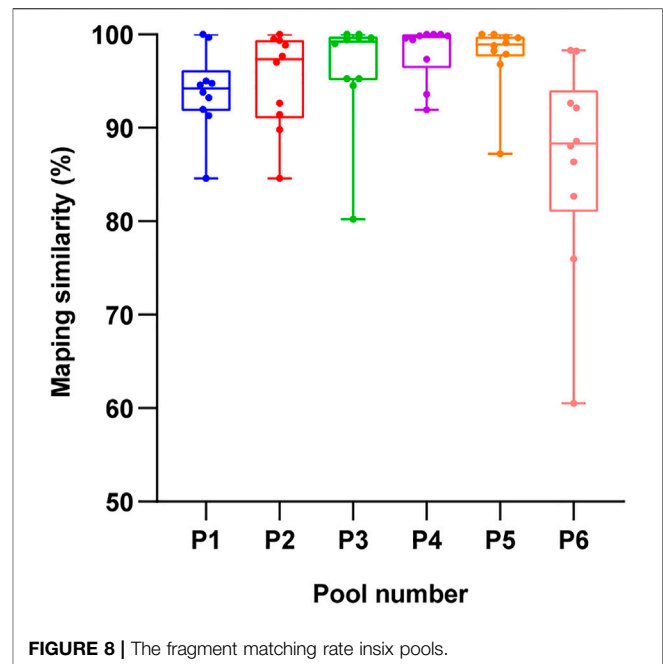 100
90
80
70
60
50
Maping similarity (%)
P1 P2 P3 P4 P5 P6
Pool number
FIGURE 8 | The fragment matching rate insix pools.